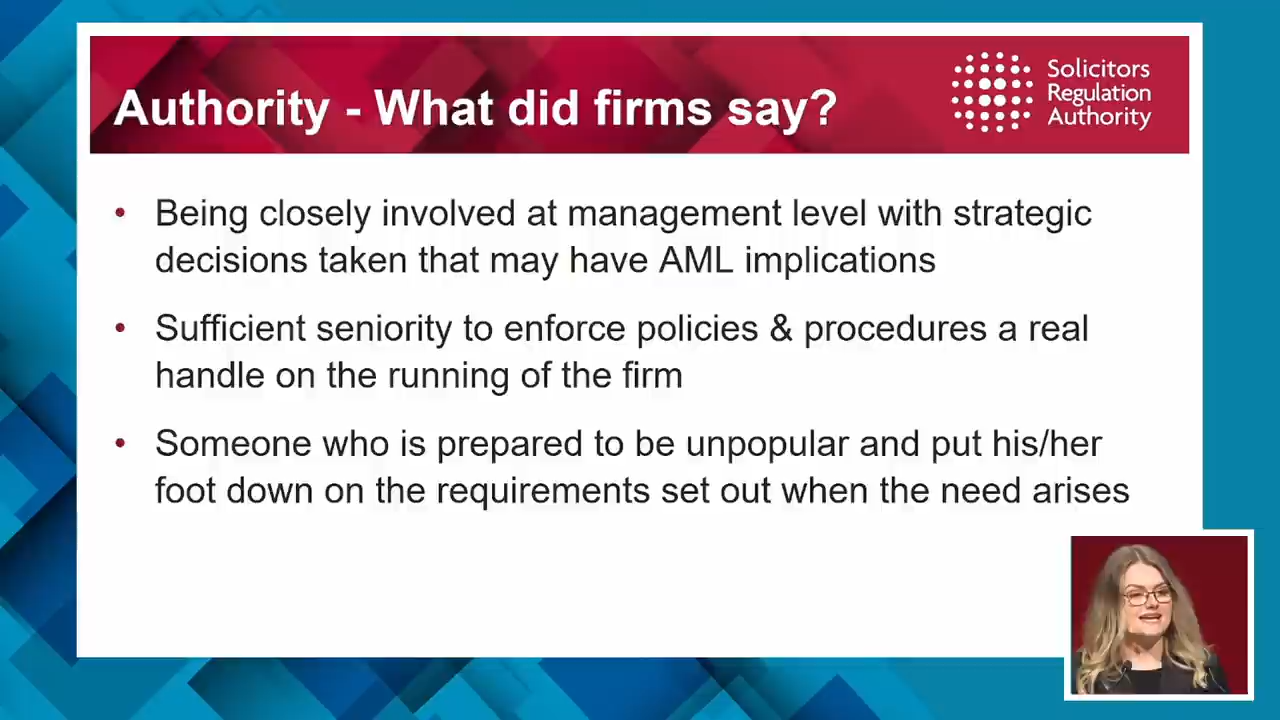 Authority - What did firms say?
Solicitors
Regulation
Authority
• Being closely involved at management level with strategic
decisions taken that may have AML implications
• Sufficient seniority to enforce policies & procedures a real
handle on the running of the firm
• Someone who is prepared to be unpopular and put his/her
foot down on the requirements set out when the need arises